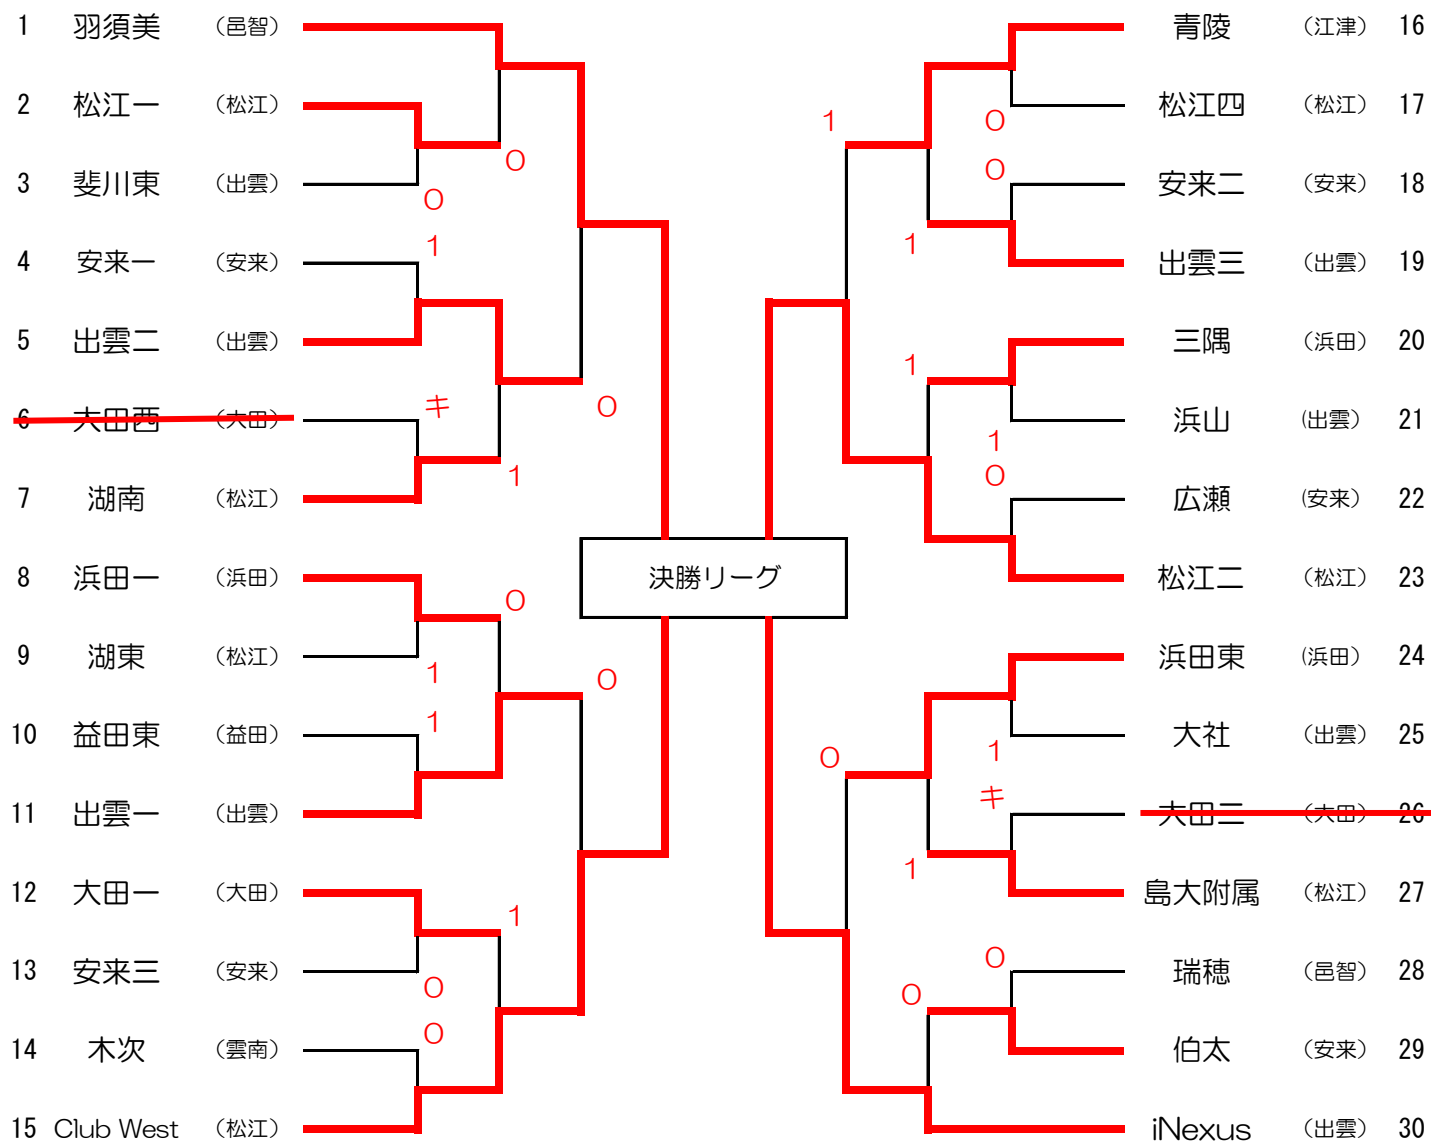 1 羽須美 （邑智）
2 松江一 （松江）
3 斐川東 （出雲）
4 安来一 （安来）
5 出雲二 （出雲）
6 大田西 （大田）
7 湖南 （松江）
8 浜田一 （浜田）
9 湖東 （松江）
10 益田東 （益田）
11 出雲一 （出雲）
12 大田一 （大田）
13 安来三 （安来）
14 木次 （雲南）
15 Club West （松江）
0
0
1
キ
1
0
0
1
1
0
1
0
0
決勝リーグ
1
0
0
1
1
1
0
0
1
キ
1
0
0
青陵 （江津） 16
松江四 （松江） 17
安来二 （安来） 18
出雲三 （出雲） 19
三隅 （浜田） 20
浜山 （出雲） 21
広瀬 （安来） 22
松江二 （松江） 23
浜田東 （浜田） 24
大社 （出雲） 25
大田二 （大田） 26
島大附属 （松江） 27
瑞穂 （邑智） 28
伯太 （安来） 29
iNexus （出雲） 30